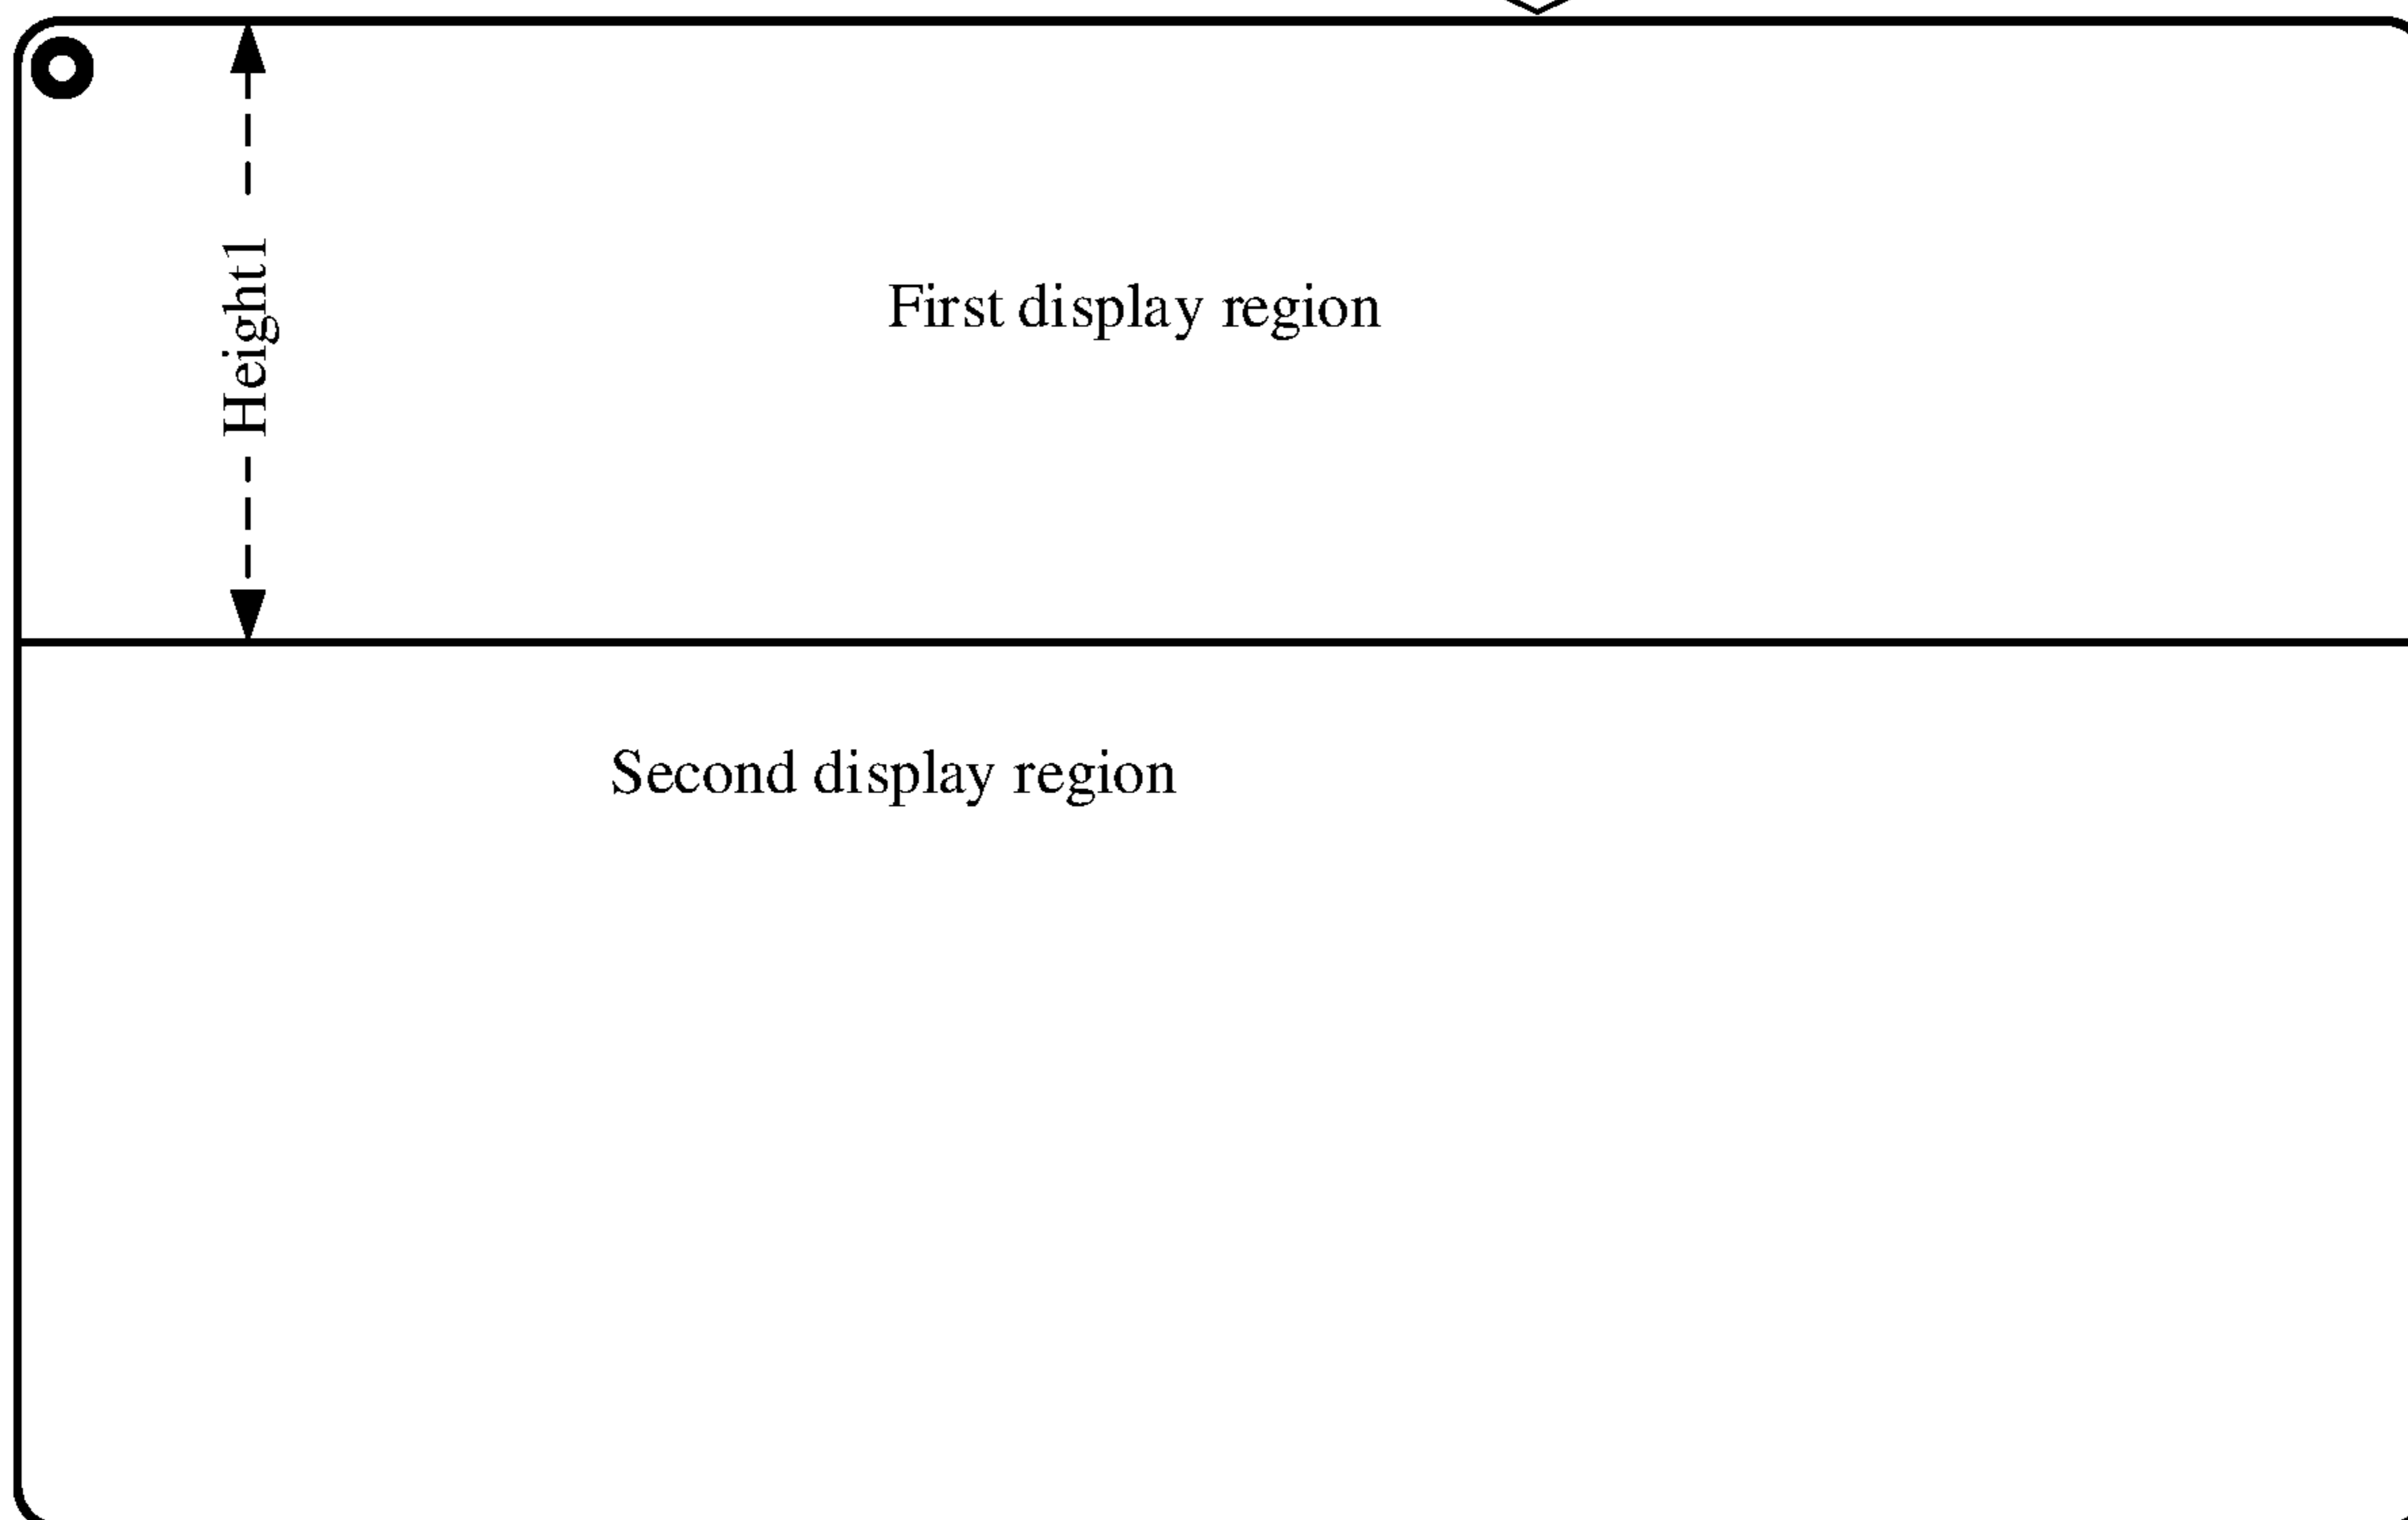 Height1
First display region
Second display region